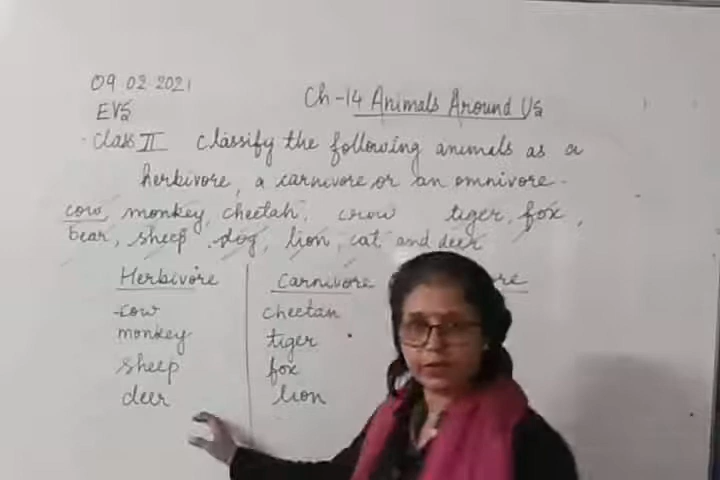 09.02.2021
Ch-14 Animals Around Us
EVS
Class II Classify the following animals as a
herbivore, a carnivore or an omnivore.
cow, monkey, cheetah, crow tiger, fox,
bear, sheep, dog, lion, cat and deer
Herbivore Carnivore ore
cow cheetah
monkey tiger
sheep fox
deer lion